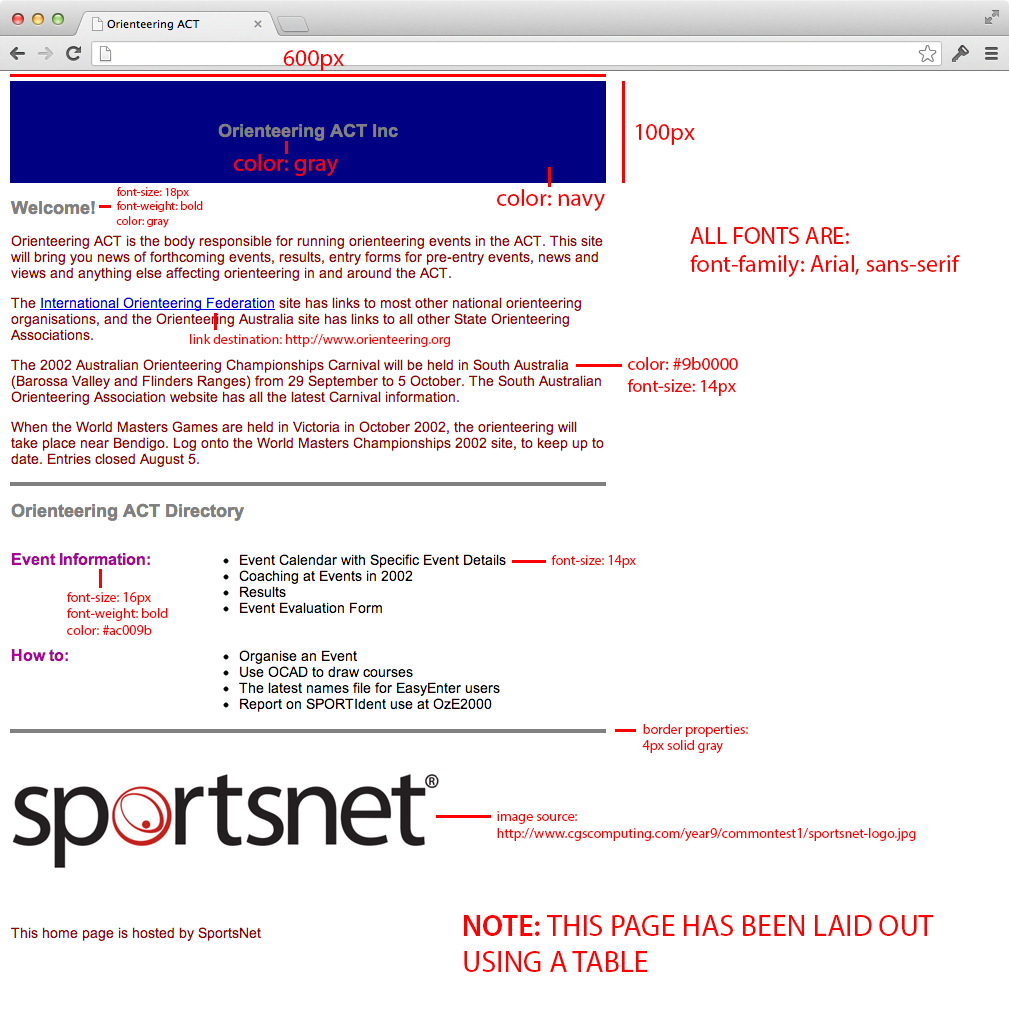 Orienteering ACT
600px
Orienteering ACT Inc
100px
color: gray
color: navy
Welcome!
font-size: 18px
font-weight: bold
color: gray
ALL FONTS ARE:
font-family: Arial, sans-serif
Orienteering ACT is the body responsible for running orienteering events in the ACT. This site
will bring you news of forthcoming events, results, entry forms for pre-entry events, news and
views and anything else affecting orienteering in and around the ACT.
The International Orienteering Federation site has links to most other national orienteering
organisations, and the Orienteering Australia site has links to all other State Orienteering
Associations.
link destination: http://www.orienteering.org
The 2002 Australian Orienteering Championships Carnival will be held in South Australia
(Barossa Valley and Flinders Ranges) from 29 September to 5 October. The South Australian
Orienteering Association website has all the latest Carnival information.
color: #9b0000
font-size: 14px
When the World Masters Games are held in Victoria in October 2002, the orienteering will
take place near Bendigo. Log onto the World Masters Championships 2002 site, to keep up to
date. Entries closed August 5.
Orienteering ACT Directory
Event Information:
font-size: 16px
font-weight: bold
color: #ac009b
• Event Calendar with Specific Event Details
• Coaching at Events in 2002
• Results
• Event Evaluation Form
font-size: 14px
How to:
• Organise an Event
• Use OCAD to draw courses
• The latest names file for EasyEnter users
• Report on SPORTIdent use at OzE2000
border properties:
4px solid gray
sportsnet®
image source:
http://www.cgscomputing.com/year9/commontest1/sportsnet-logo.jpg
This home page is hosted by SportsNet
NOTE: THIS PAGE HAS BEEN LAID OUT
USING A TABLE